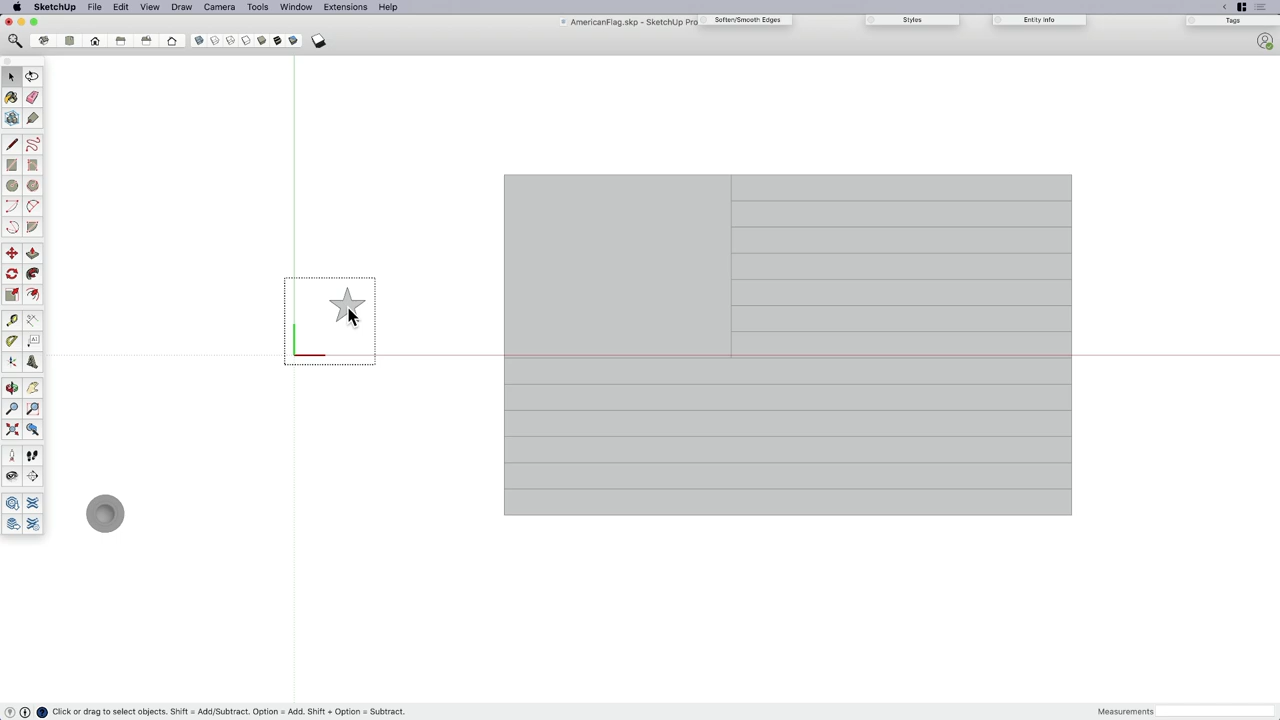 SketchUp File Edit View Draw Camera Tools Window Extensions Help
AmericanFlag.skp - SketchUp Pro
Soften/Smooth Edges
Styles
Entity Info
Tags
A1
Click or drag to select objects. Shift = Add/Subtract. Option = Add. Shift + Option = Subtract.
Measurements